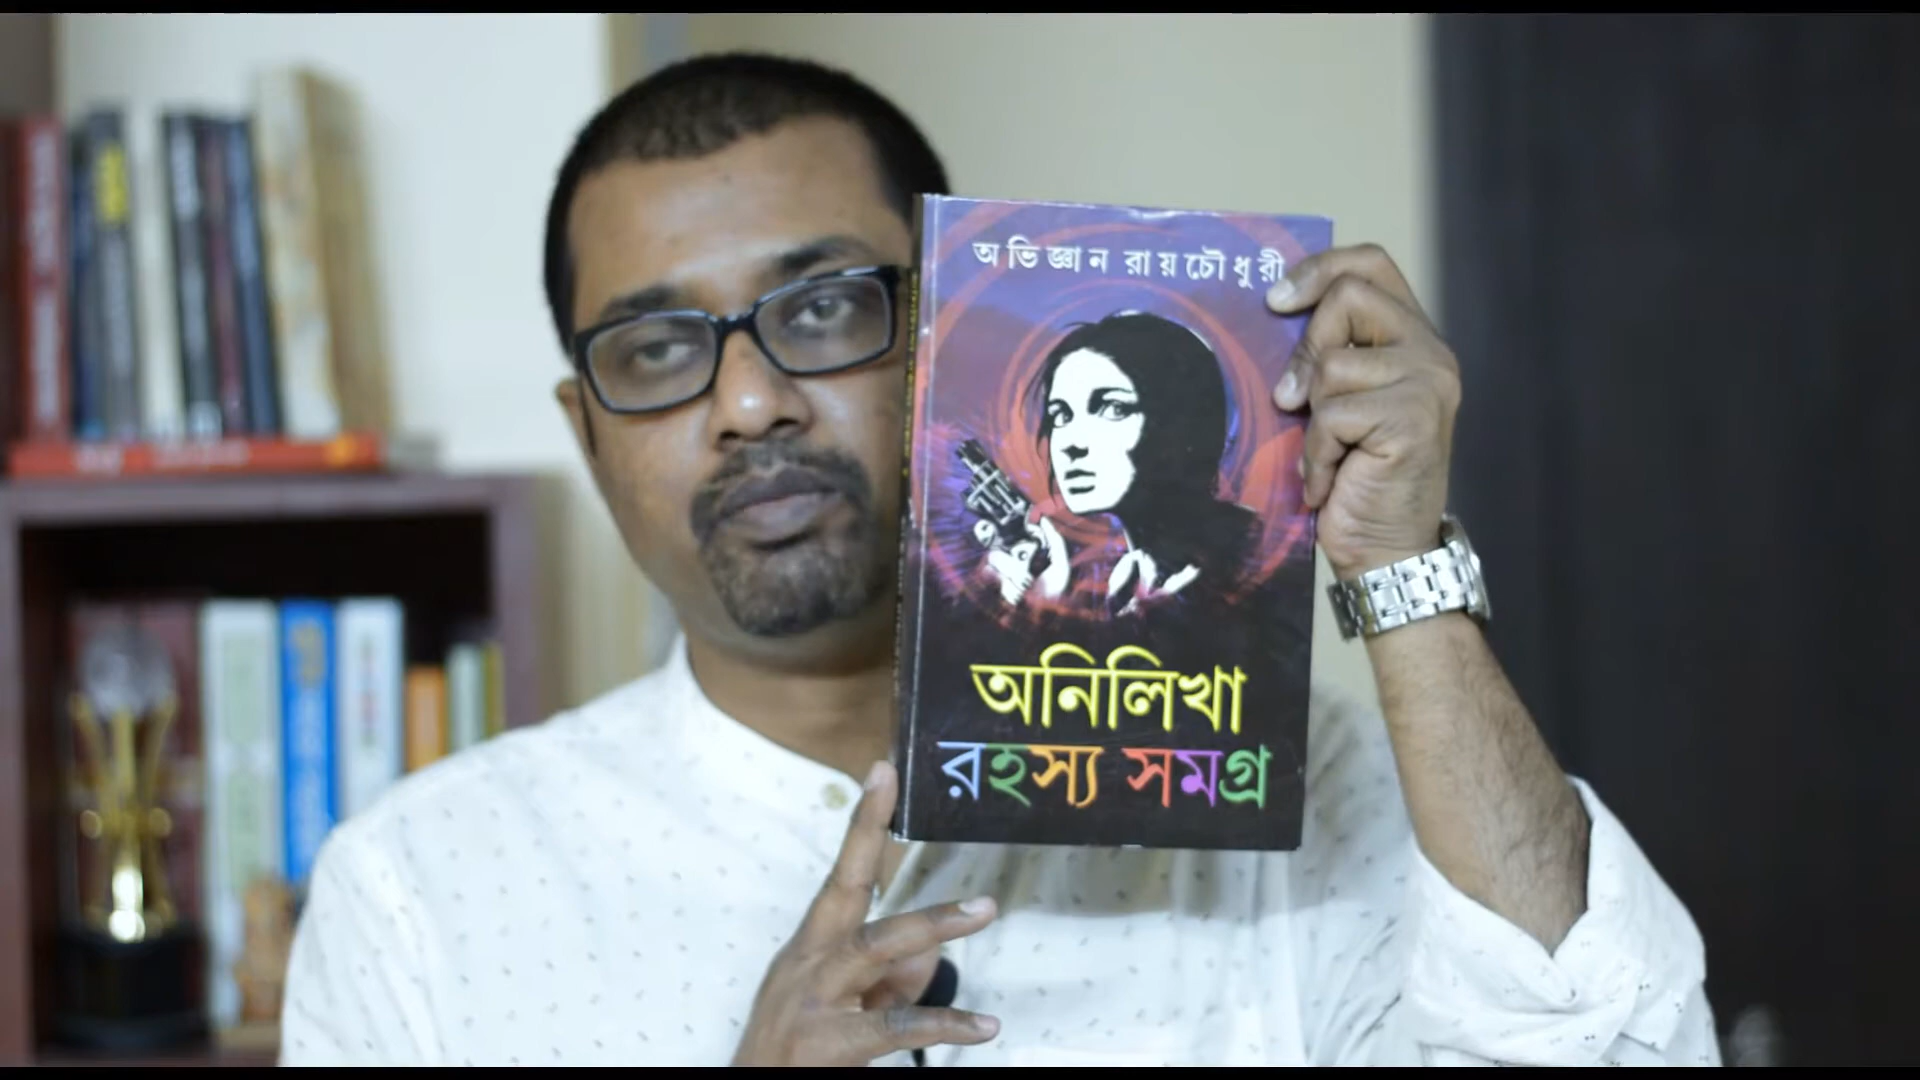 অভিজ্ঞান রায়চৌধুরী
অনিলিখা
রহস্য সমগ্র